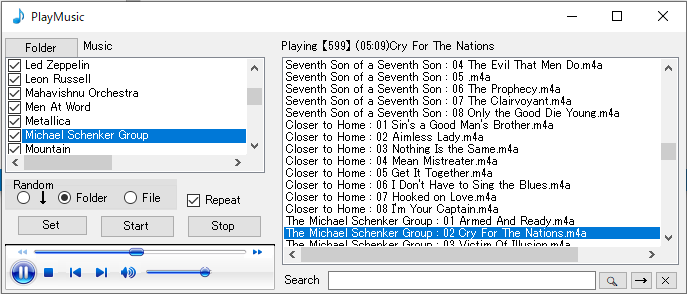 PlayMusic
Folder
Music
Playing【599】(05:09)Cry For The Nations
Led Zeppelin
Leon Russell
Mahavishnu Orchestra
Men At Word
Metallica
Michael Schenker Group
Mountain
Seventh Son of a Seventh Son : 04 The Evil That Men Do.m4a
Seventh Son of a Seventh Son : 05 .m4a
Seventh Son of a Seventh Son : 06 The Prophecy.m4a
Seventh Son of a Seventh Son : 07 The Clairvoyant.m4a
Seventh Son of a Seventh Son : 08 Only the Good Die Young.m4a
Closer to Home : 01 Sin's a Good Man's Brother.m4a
Closer to Home : 02 Aimless Lady.m4a
Closer to Home : 03 Nothing Is the Same.m4a
Closer to Home : 04 Mean Mistreater.m4a
Closer to Home : 05 Get It Together.m4a
Closer to Home : 06 I Don't Have to Sing the Blues.m4a
Closer to Home : 07 Hooked on Love.m4a
Closer to Home : 08 I'm Your Captain.m4a
The Michael Schenker Group : 01 Armed And Ready.m4a
The Michael Schenker Group : 02 Cry For The Nations.m4a
The Michael Schenker Group : 03 Victim Of Illusion.m4a
Random
↓
Folder
File
Repeat
Set
Start
Stop
Search
→